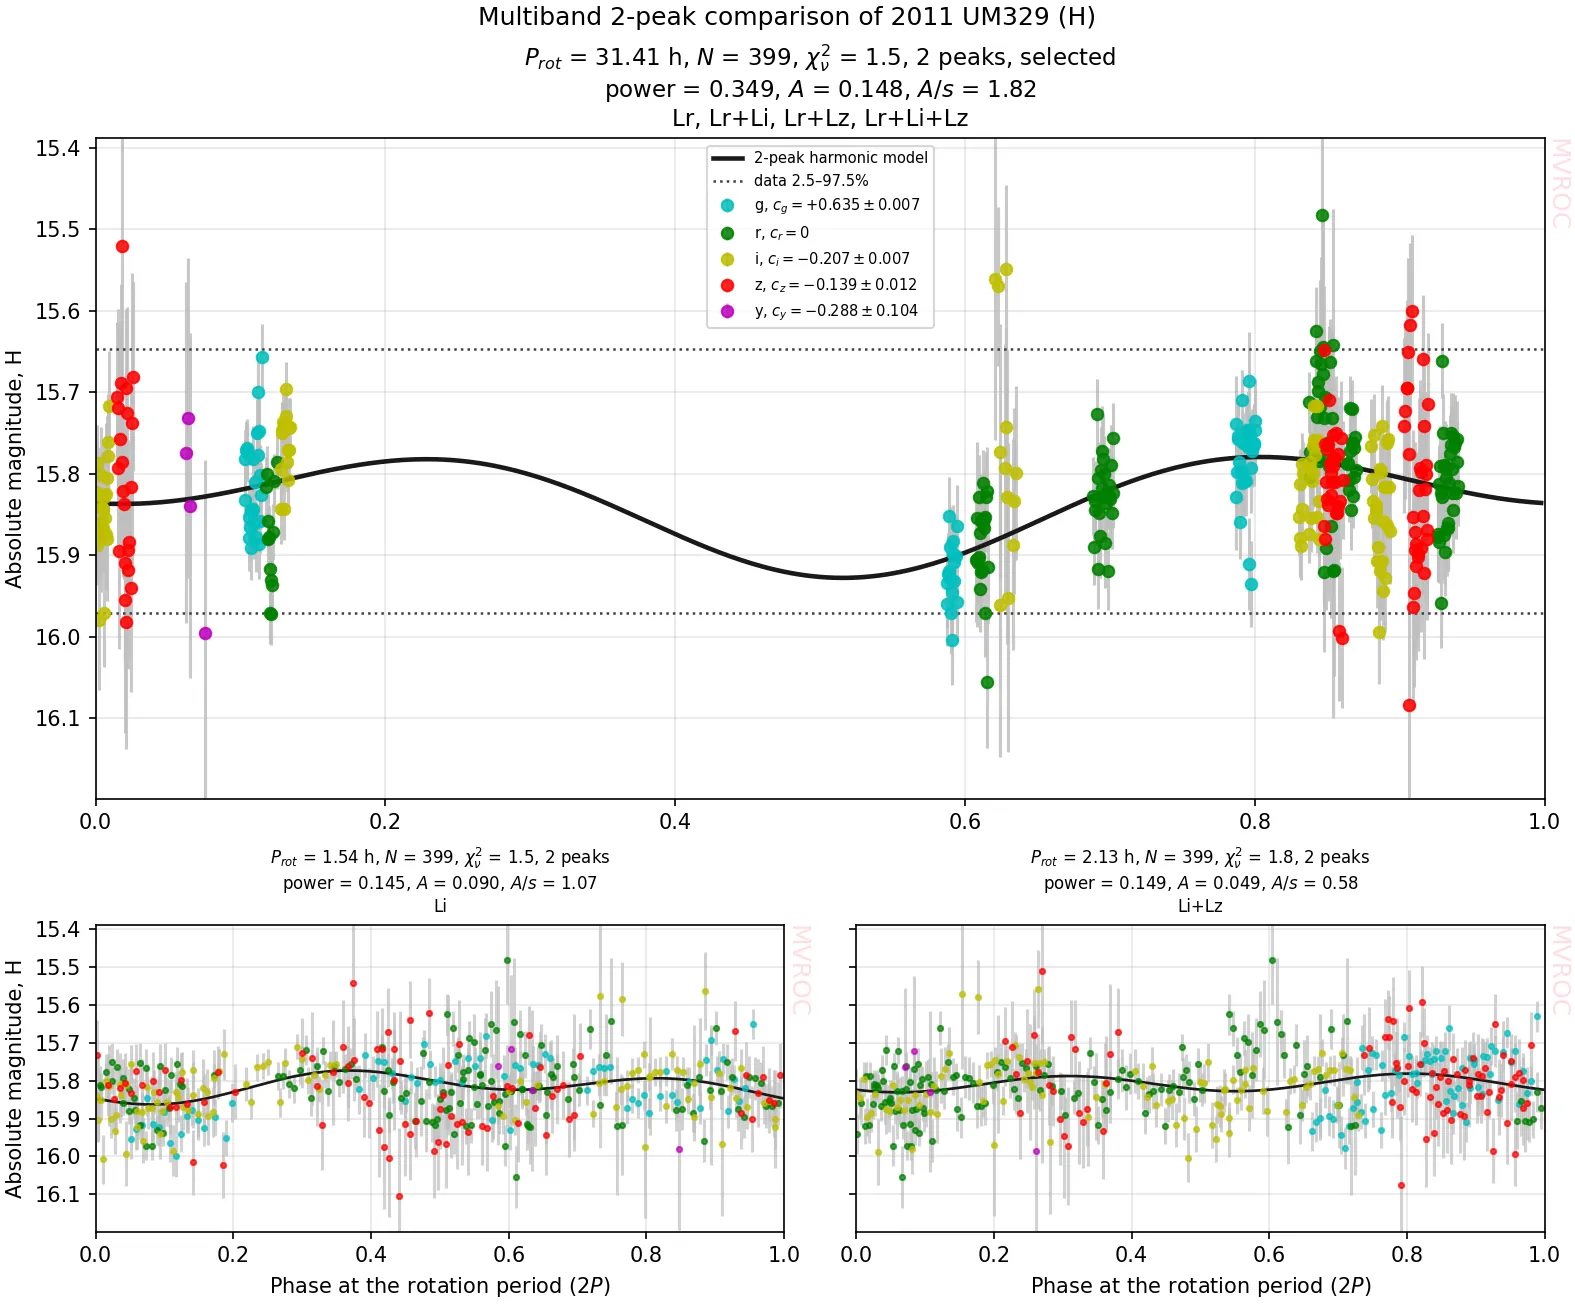 Multiband 2-peak comparison of 2011 UM329 (H)
P_rot = 31.41 h, N = 399, χ²_ν = 1.5, 2 peaks, selected
power = 0.349, A = 0.148, A/s = 1.82
Lr, Lr+Li, Lr+Lz, Lr+Li+Lz
2-peak harmonic model
data 2.5–97.5%
g, c_g = +0.635 ± 0.007
r, c_r = 0
i, c_i = −0.207 ± 0.007
z, c_z = −0.139 ± 0.012
y, c_y = −0.288 ± 0.104
MVROC
Absolute magnitude, H
15.4
15.5
15.6
15.7
15.8
15.9
16.0
16.1
0.0 0.2 0.4 0.6 0.8 1.0
P_rot = 1.54 h, N = 399, χ²_ν = 1.5, 2 peaks
power = 0.145, A = 0.090, A/s = 1.07
Li
MVROC
Absolute magnitude, H
15.4
15.5
15.6
15.7
15.8
15.9
16.0
16.1
0.0 0.2 0.4 0.6 0.8 1.0
Phase at the rotation period (2P)
P_rot = 2.13 h, N = 399, χ²_ν = 1.8, 2 peaks
power = 0.149, A = 0.049, A/s = 0.58
Li+Lz
MVROC
0.0 0.2 0.4 0.6 0.8 1.0
Phase at the rotation period (2P)